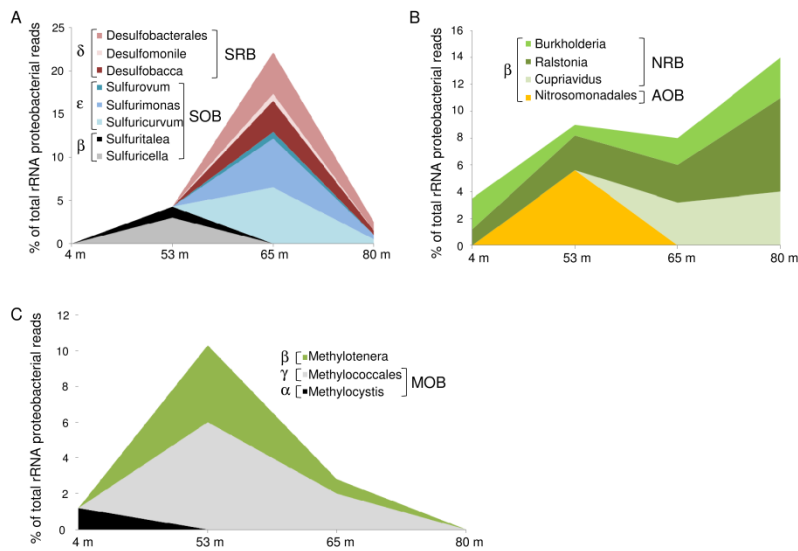 A
% of total rRNA proteobacterial reads
25
20
15
10
5
0
4 m
53 m
65 m
80 m
δ
Desulfobacterales
Desulfomonile
Desulfobacca
SRB
ε
Sulfurovum
Sulfurimonas
Sulfuricurvum
SOB
β
Sulfuritalea
Sulfuricella
B
% of total rRNA proteobacterial reads
16
14
12
10
8
6
4
2
0
4 m
53 m
65 m
80 m
β
Burkholderia
Ralstonia
Cupriavidus
NRB
Nitrosomonadales
AOB
C
% of total rRNA proteobacterial reads
12
10
8
6
4
2
0
4 m
53 m
65 m
80 m
β Methylotenera
γ Methylococcales
α Methylocystis
MOB